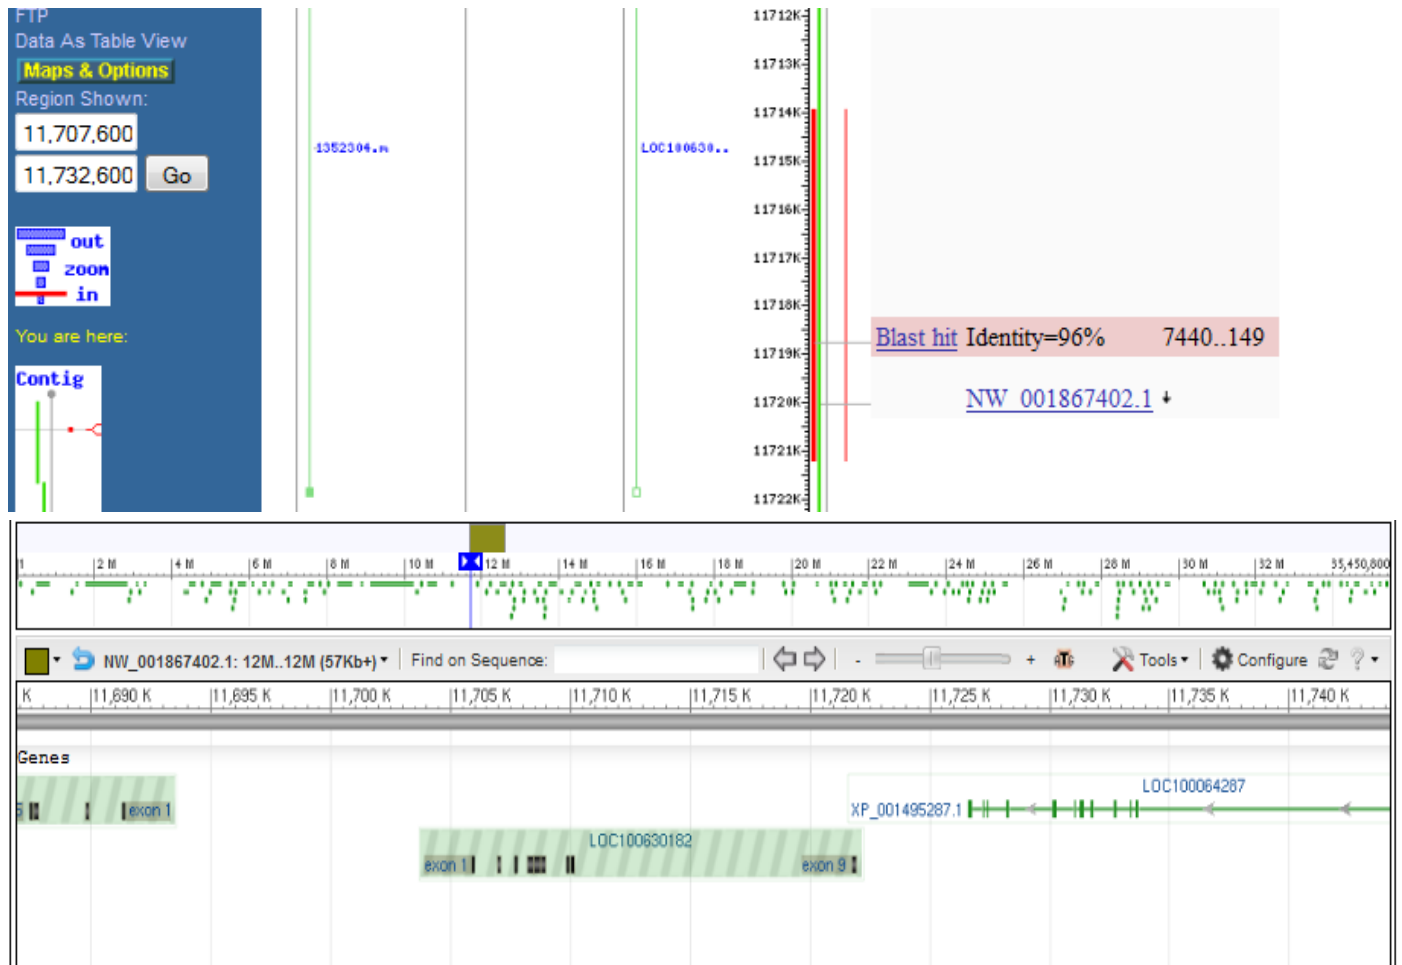 FTP
Data As Table View
Maps & Options
Region Shown:
11,707,600
11,732,600 Go
out
zoom
in
You are here:
Contig
1352304.m
LOC100630..
11712K
11713K
11714K
11715K
11716K
11717K
11718K
11719K
11720K
11721K
11722K
Blast hit Identity=96% 7440..149
NW_001867402.1
1 2 M 4 M 6 M 8 M 10 M 12 M 14 M 16 M 18 M 20 M 22 M 24 M 26 M 28 M 30 M 32 M 35,450,800
NW_001867402.1: 12M..12M (57Kb+) Find on Sequence: - + ATG Tools Configure ?
K 11,690 K 11,695 K 11,700 K 11,705 K 11,710 K 11,715 K 11,720 K 11,725 K 11,730 K 11,735 K 11,740 K
Genes
LOC100064287
5 exon 1 XP_001495287.1
LOC100630182
exon 1 exon 9